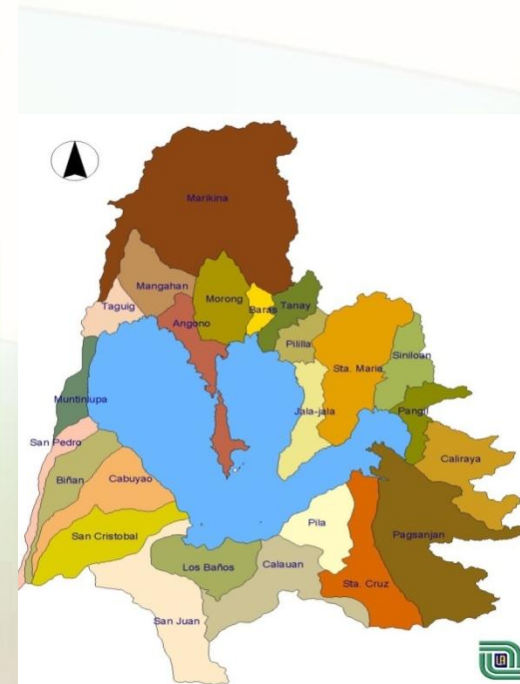 Marikina
Mangahan
Morong
Baras
Tanay
Taguig
Angono
Pililla
Sta. Maria
Siniloan
Muntinlupa
Jala-jala
Pangil
San Pedro
Caliraya
Biñan
Cabuyao
Pila
Pagsanjan
San Cristobal
Los Baños
Calauan
Sta. Cruz
San Juan